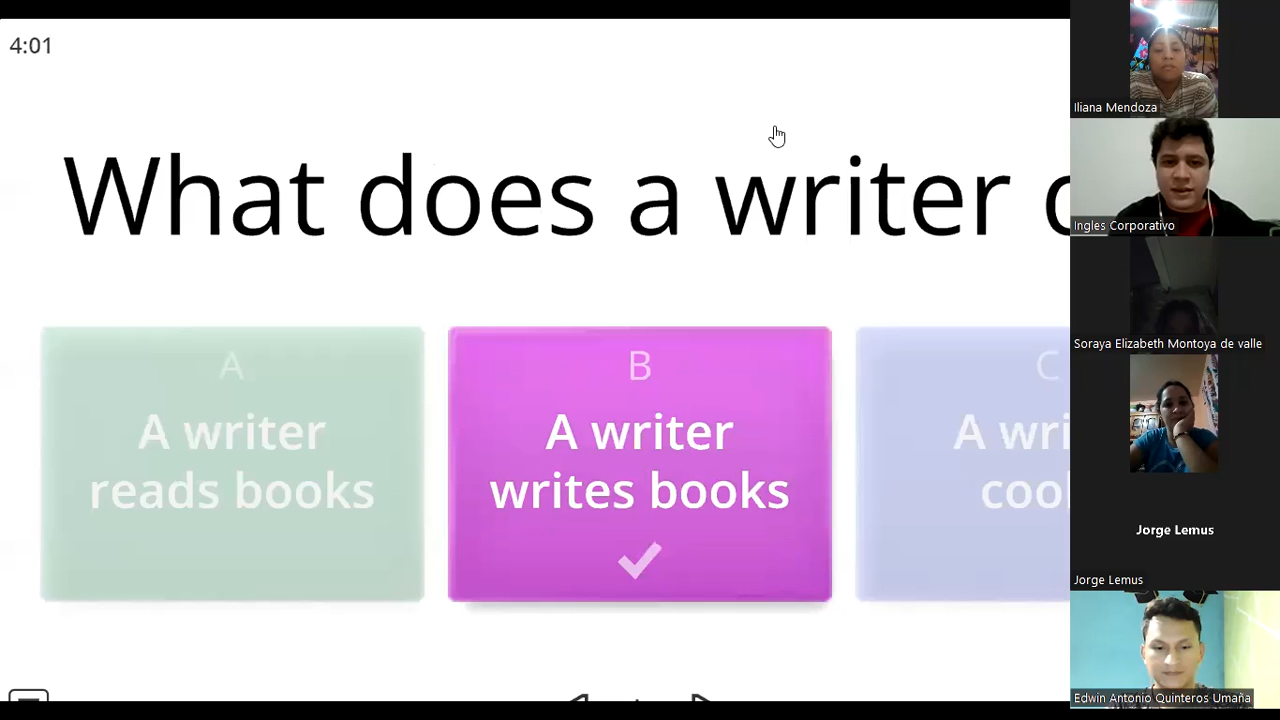 4:01
What does a writer
A
A writer
reads books
B
A writer
writes books
C
Iliana Mendoza
Ingles Corporativo
Soraya Elizabeth Montoya de valle
Jorge Lemus
Jorge Lemus
Edwin Antonio Quinteros Umaña